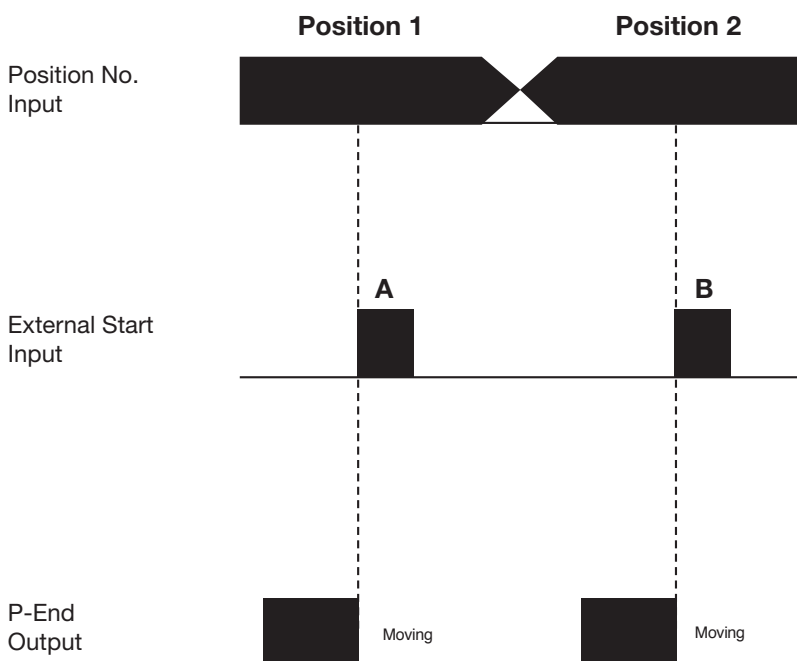 Position 1 Position 2
Position No.
Input
A B
External Start
Input
P-End
Output
Moving Moving